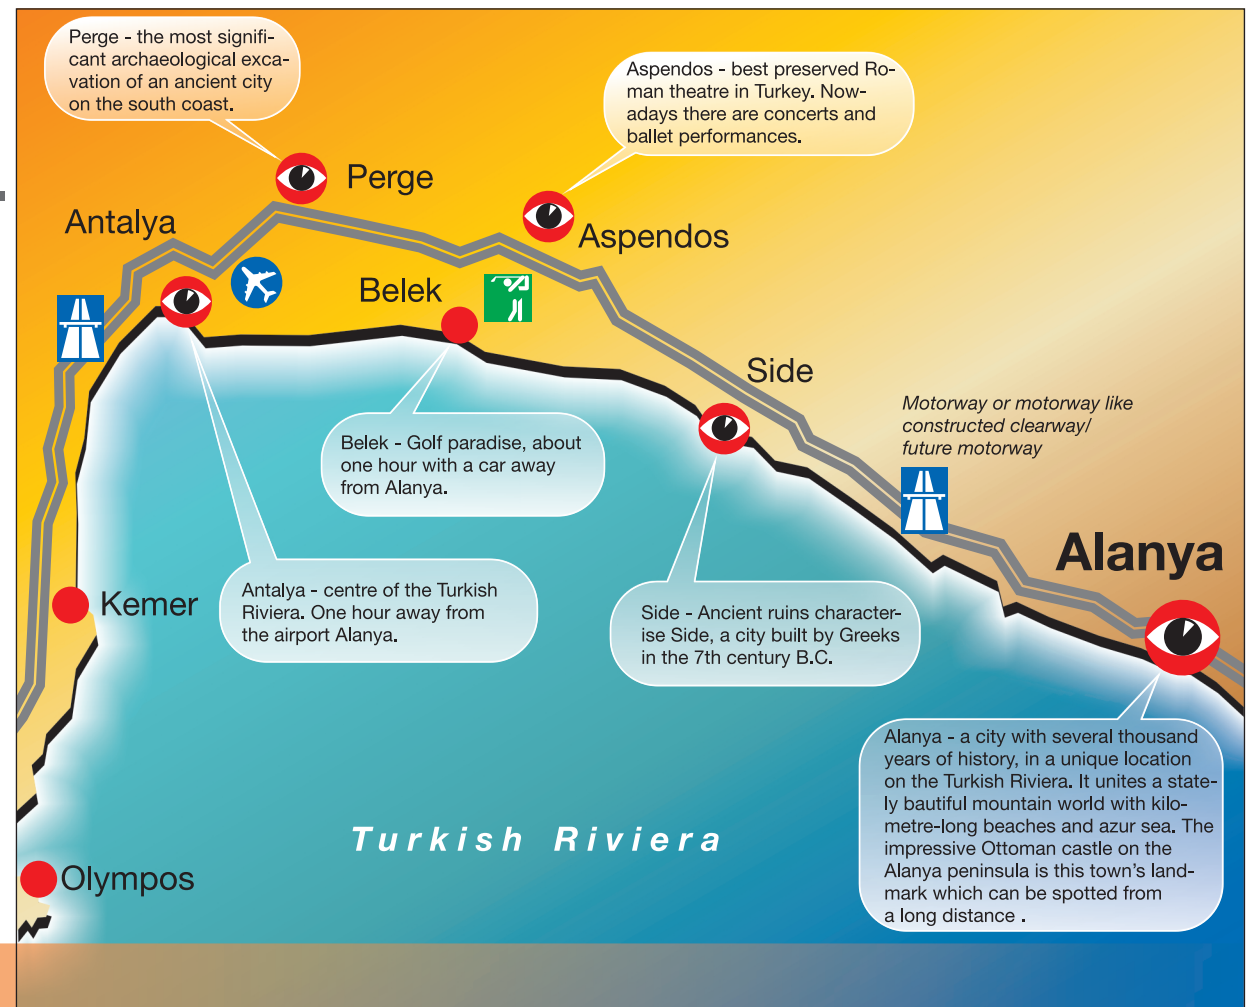 Perge - the most signifi-
cant archaeological exca-
vation of an ancient city
on the south coast.
Aspendos - best preserved Ro-
man theatre in Turkey. Now-
adays there are concerts and
ballet performances.
Perge
Antalya
Aspendos
Belek
Side
Motorway or motorway like
constructed clearway/
future motorway
Belek - Golf paradise, about
one hour with a car away
from Alanya.
Alanya
Antalya - centre of the Turkish
Riviera. One hour away from
the airport Alanya.
Kemer
Side - Ancient ruins character-
ise Side, a city built by Greeks
in the 7th century B.C.
Alanya - a city with several thousand
years of history, in a unique location
on the Turkish Riviera. It unites a state-
ly bautiful mountain world with kilo-
metre-long beaches and azur sea. The
impressive Ottoman castle on the
Alanya peninsula is this town's land-
mark which can be spotted from
a long distance .
Turkish Riviera
Olympos